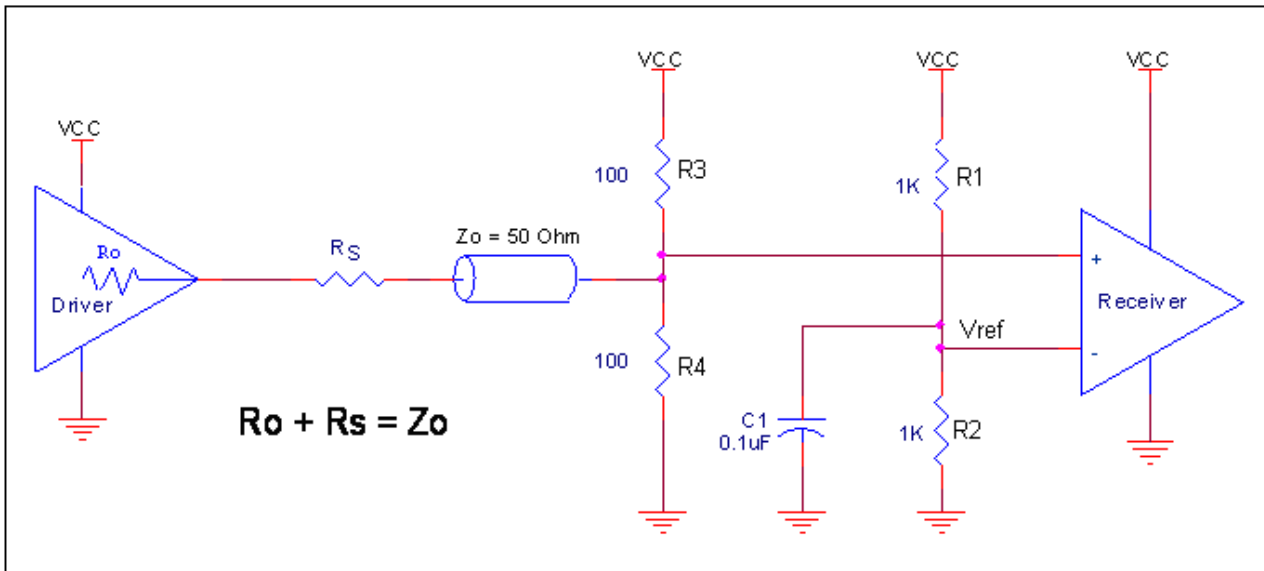 VCC
VCC
VCC
VCC
R3
100
R1
1K
Ro
Driver
RS
Zo = 50 Ohm
+
Receiver
Vref
-
100
R4
Ro + Rs = Zo
C1
0.1uF
1K
R2